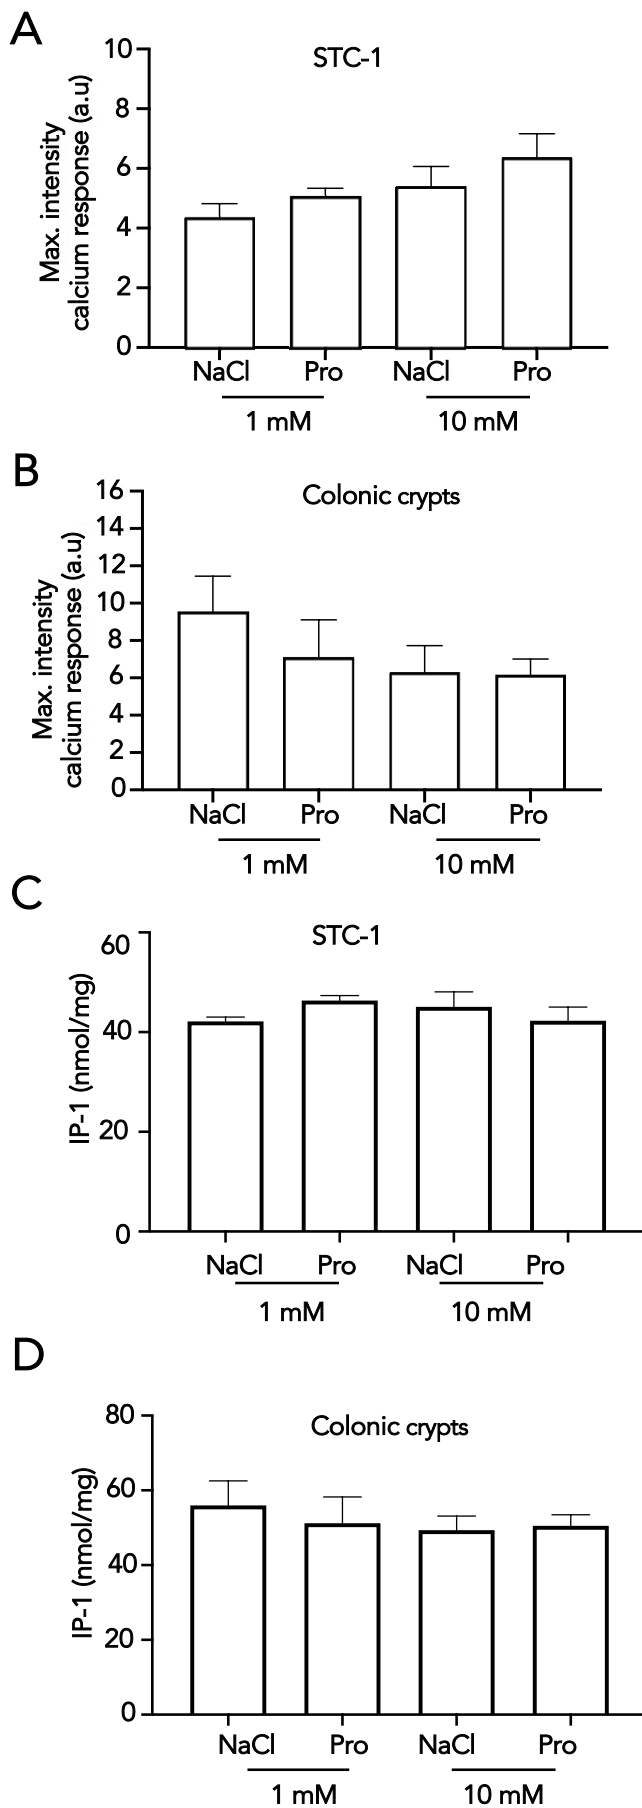 A
STC-1
Max. intensity
calcium response (a.u)
10
8
6
4
2
0
NaCl Pro NaCl Pro
1 mM 10 mM
B
Colonic crypts
Max. intensity
calcium response (a.u)
16
14
12
10
8
6
4
2
0
NaCl Pro NaCl Pro
1 mM 10 mM
C
STC-1
IP-1 (nmol/mg)
60
40
20
0
NaCl Pro NaCl Pro
1 mM 10 mM
D
Colonic crypts
IP-1 (nmol/mg)
80
60
40
20
0
NaCl Pro NaCl Pro
1 mM 10 mM